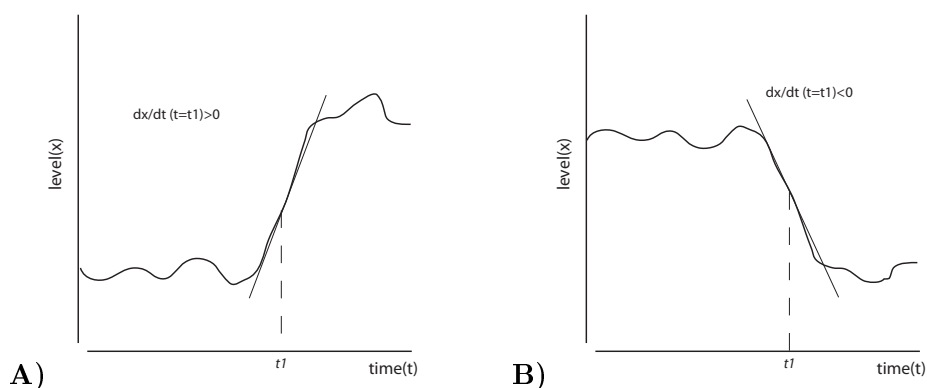 dx/dt (t=t1)>0
level(x)
t1
time(t)
A)
dx/dt (t=t1)<0
level(x)
t1
time(t)
B)